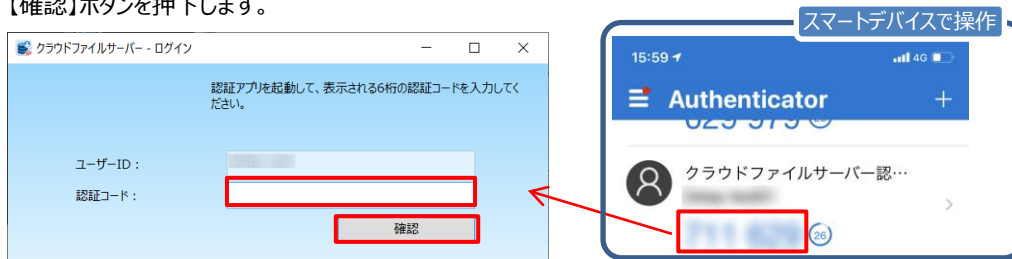 【確認】ボタンを押下します。
スマートデバイスで操作
クラウドファイルサーバー - ログイン
認証アプリを起動して、表示される6桁の認証コードを入力してく
ださい。
ユーザーID：
認証コード：
確認
15:59
4G
Authenticator
クラウドファイルサーバー認…
26